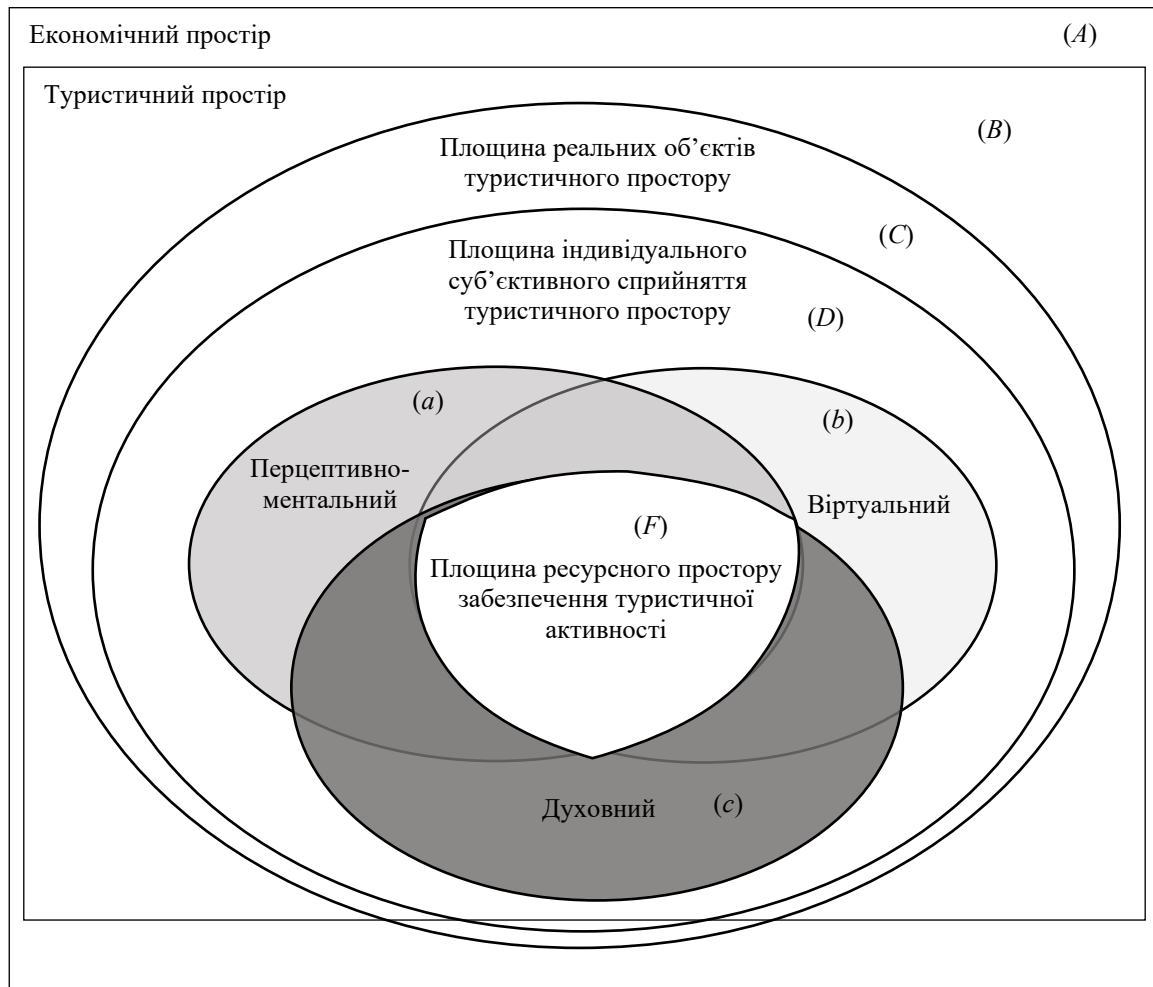 Економічний простір
(A)
Туристичний простір
(B)
Площина реальних об’єктів
туристичного простору
(C)
Площина індивідуального
суб’єктивного сприйняття
туристичного простору
(D)
(a)
(b)
Перцептивно-
ментальний
Віртуальний
(F)
Площина ресурсного простору
забезпечення туристичної
активності
Духовний
(c)